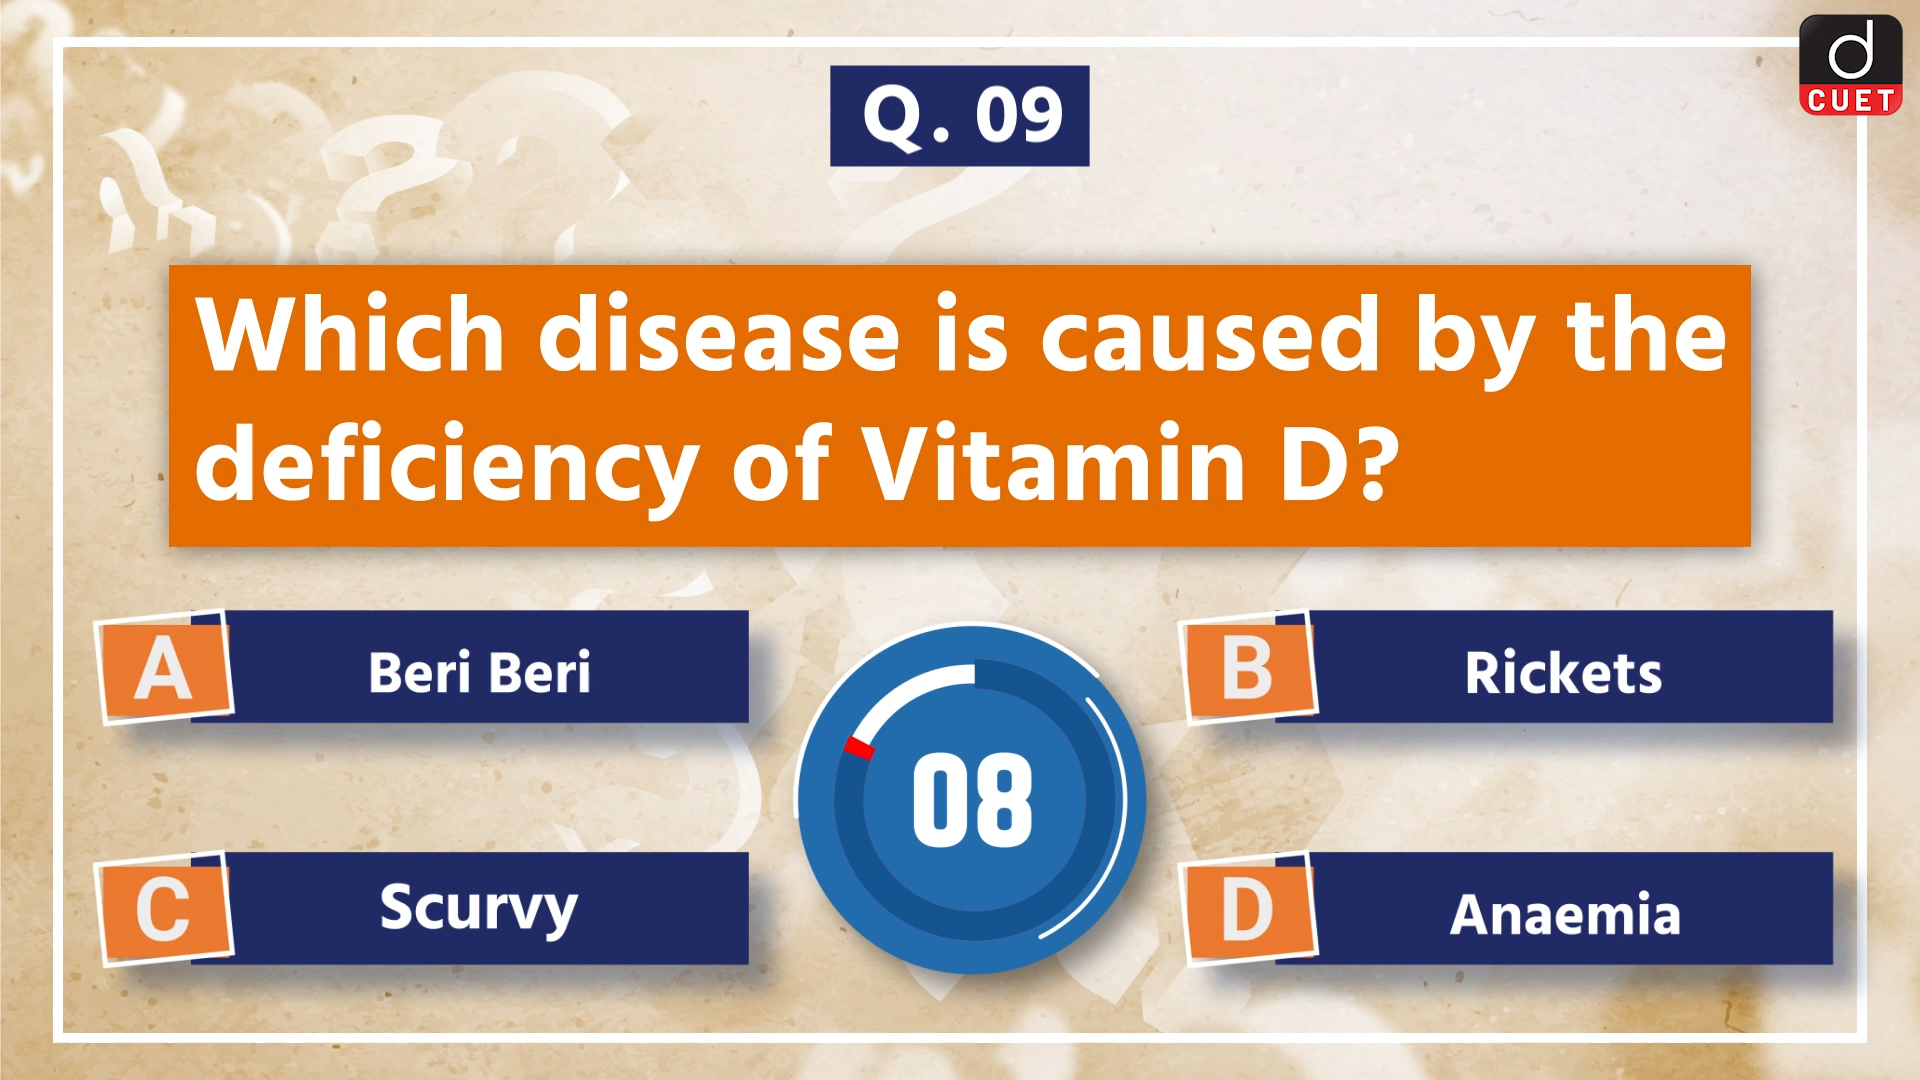 d
CUET
Q. 09
Which disease is caused by the
deficiency of Vitamin D?
A Beri Beri
B Rickets
08
C Scurvy
D Anaemia